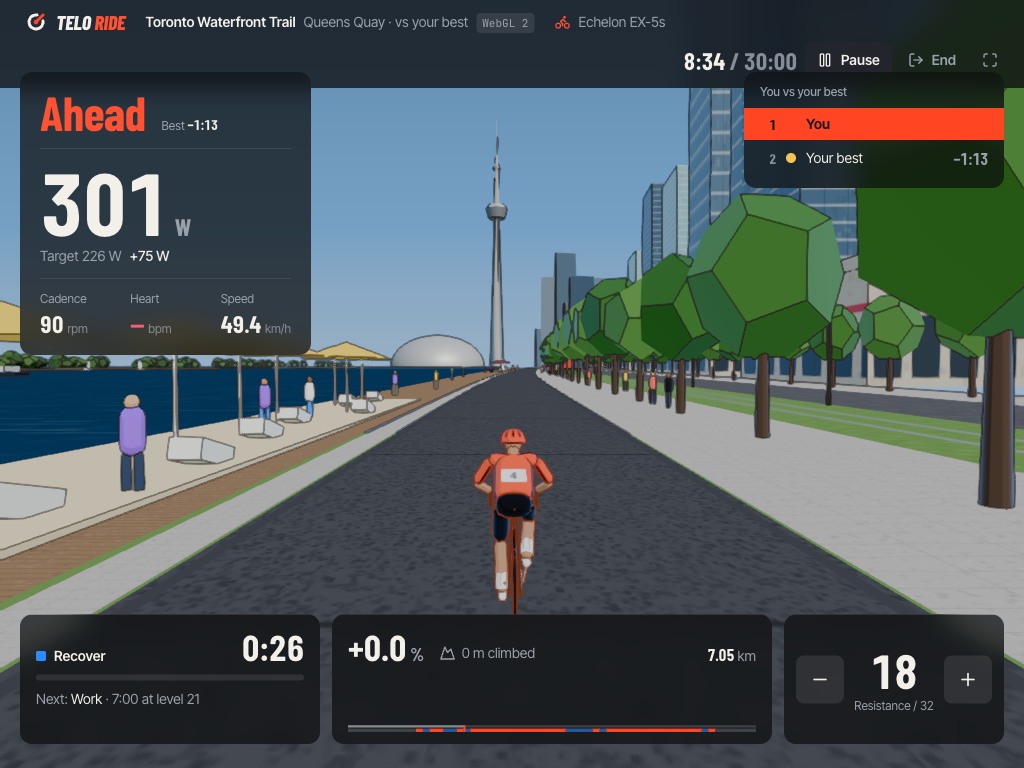 TELO RIDE Toronto Waterfront Trail Queens Quay · vs your best WebGL 2 Echelon EX-5s
8:34 / 30:00 Pause End
Ahead Best −1:13
301 W
Target 226 W +75 W
Cadence Heart Speed
90 rpm — bpm 49.4 km/h
You vs your best
1 You
2 Your best −1:13
4
Recover 0:26
Next: Work · 7:00 at level 21
+0.0 % 0 m climbed 7.05 km
− 18 +
Resistance / 32